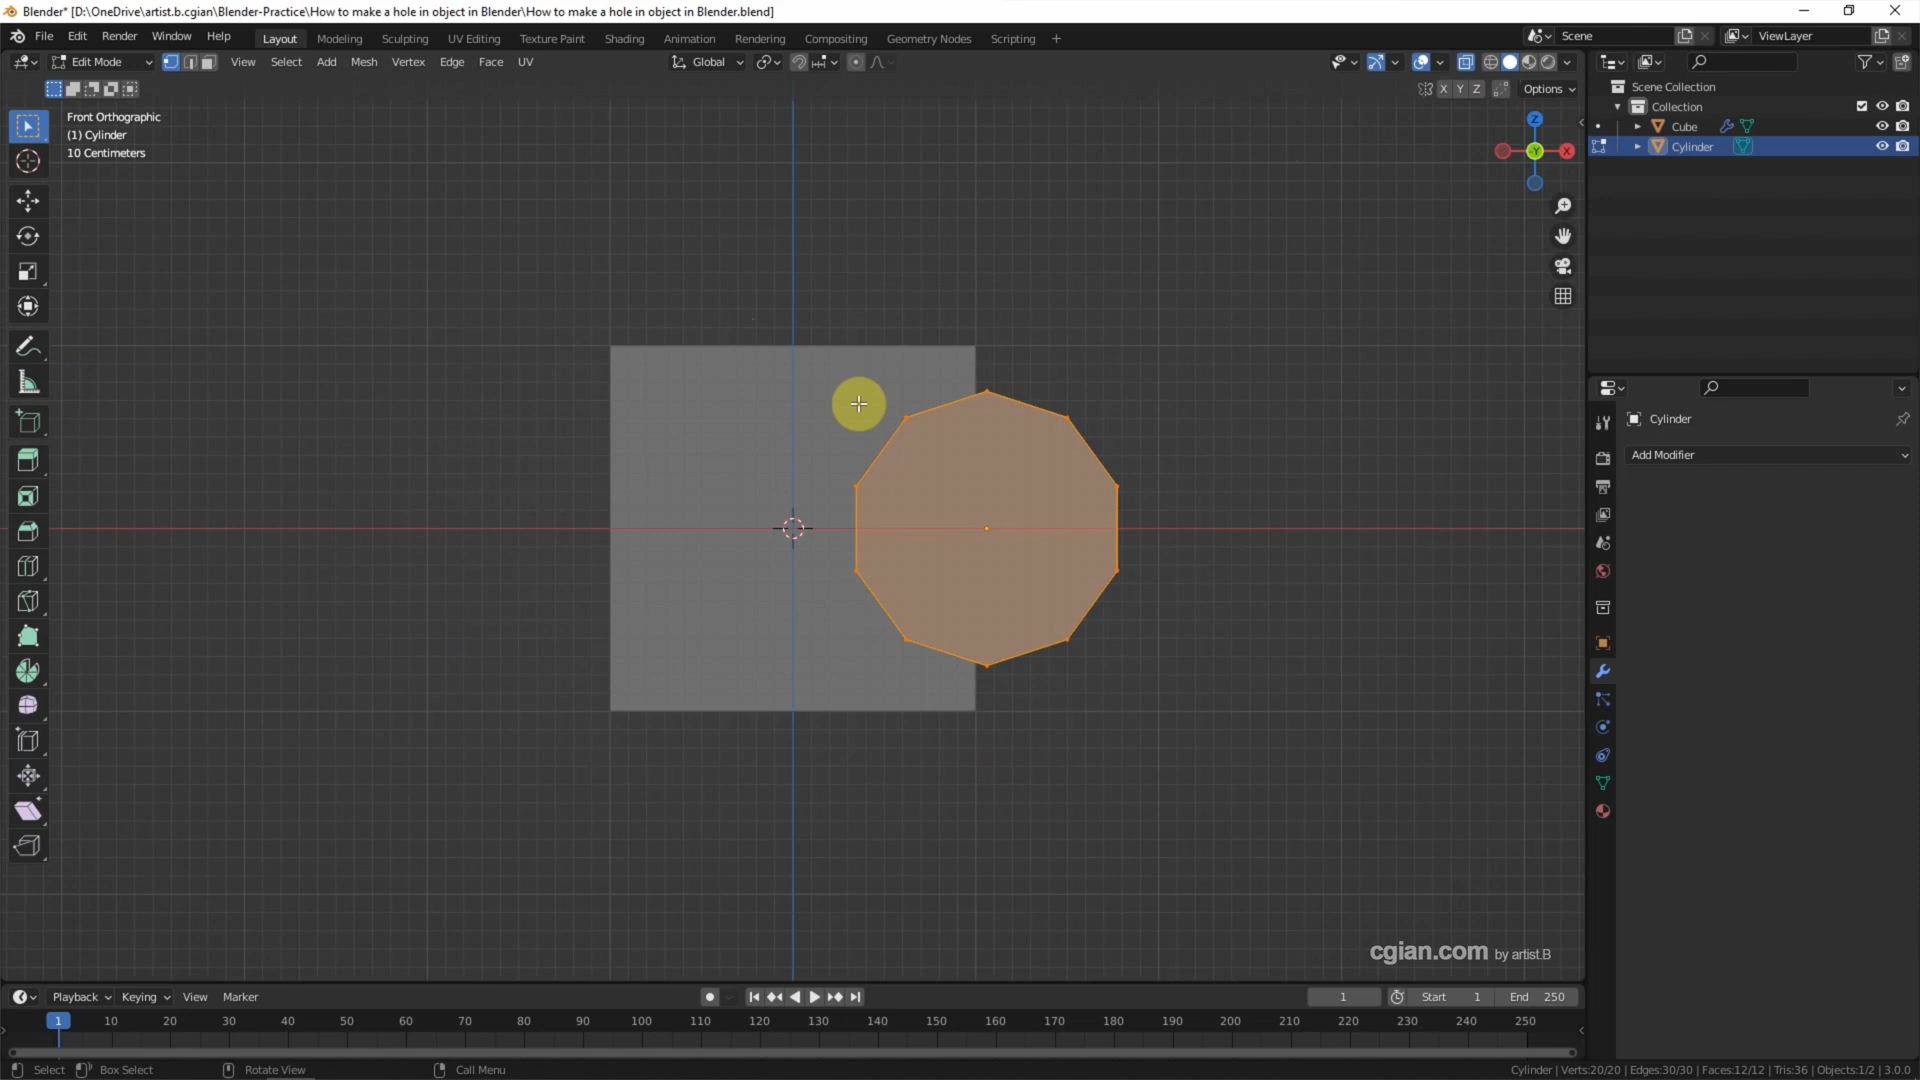 Blender* [D:\OneDrive\artist.b.cgian\Blender-Practice\How to make a hole in object in Blender\How to make a hole in object in Blender.blend]
File Edit Render Window Help Layout Modeling Sculpting UV Editing Texture Paint Shading Animation Rendering Compositing Geometry Nodes Scripting + Scene ViewLayer
Edit Mode View Select Add Mesh Vertex Edge Face UV Global
X Y Z Options
Scene Collection
Collection
Cube
Cylinder
Front Orthographic
(1) Cylinder
10 Centimeters
Z
-Y X
Cylinder
Add Modifier
cgian.com by artist.B
Playback Keying View Marker 1 Start 1 End 250
1 10 20 30 40 50 60 70 80 90 100 110 120 130 140 150 160 170 180 190 200 210 220 230 240 250
Select Box Select Rotate View Call Menu Cylinder | Verts:20/20 | Edges:30/30 | Faces:12/12 | Tris:36 | Objects:1/2 | 3.0.0